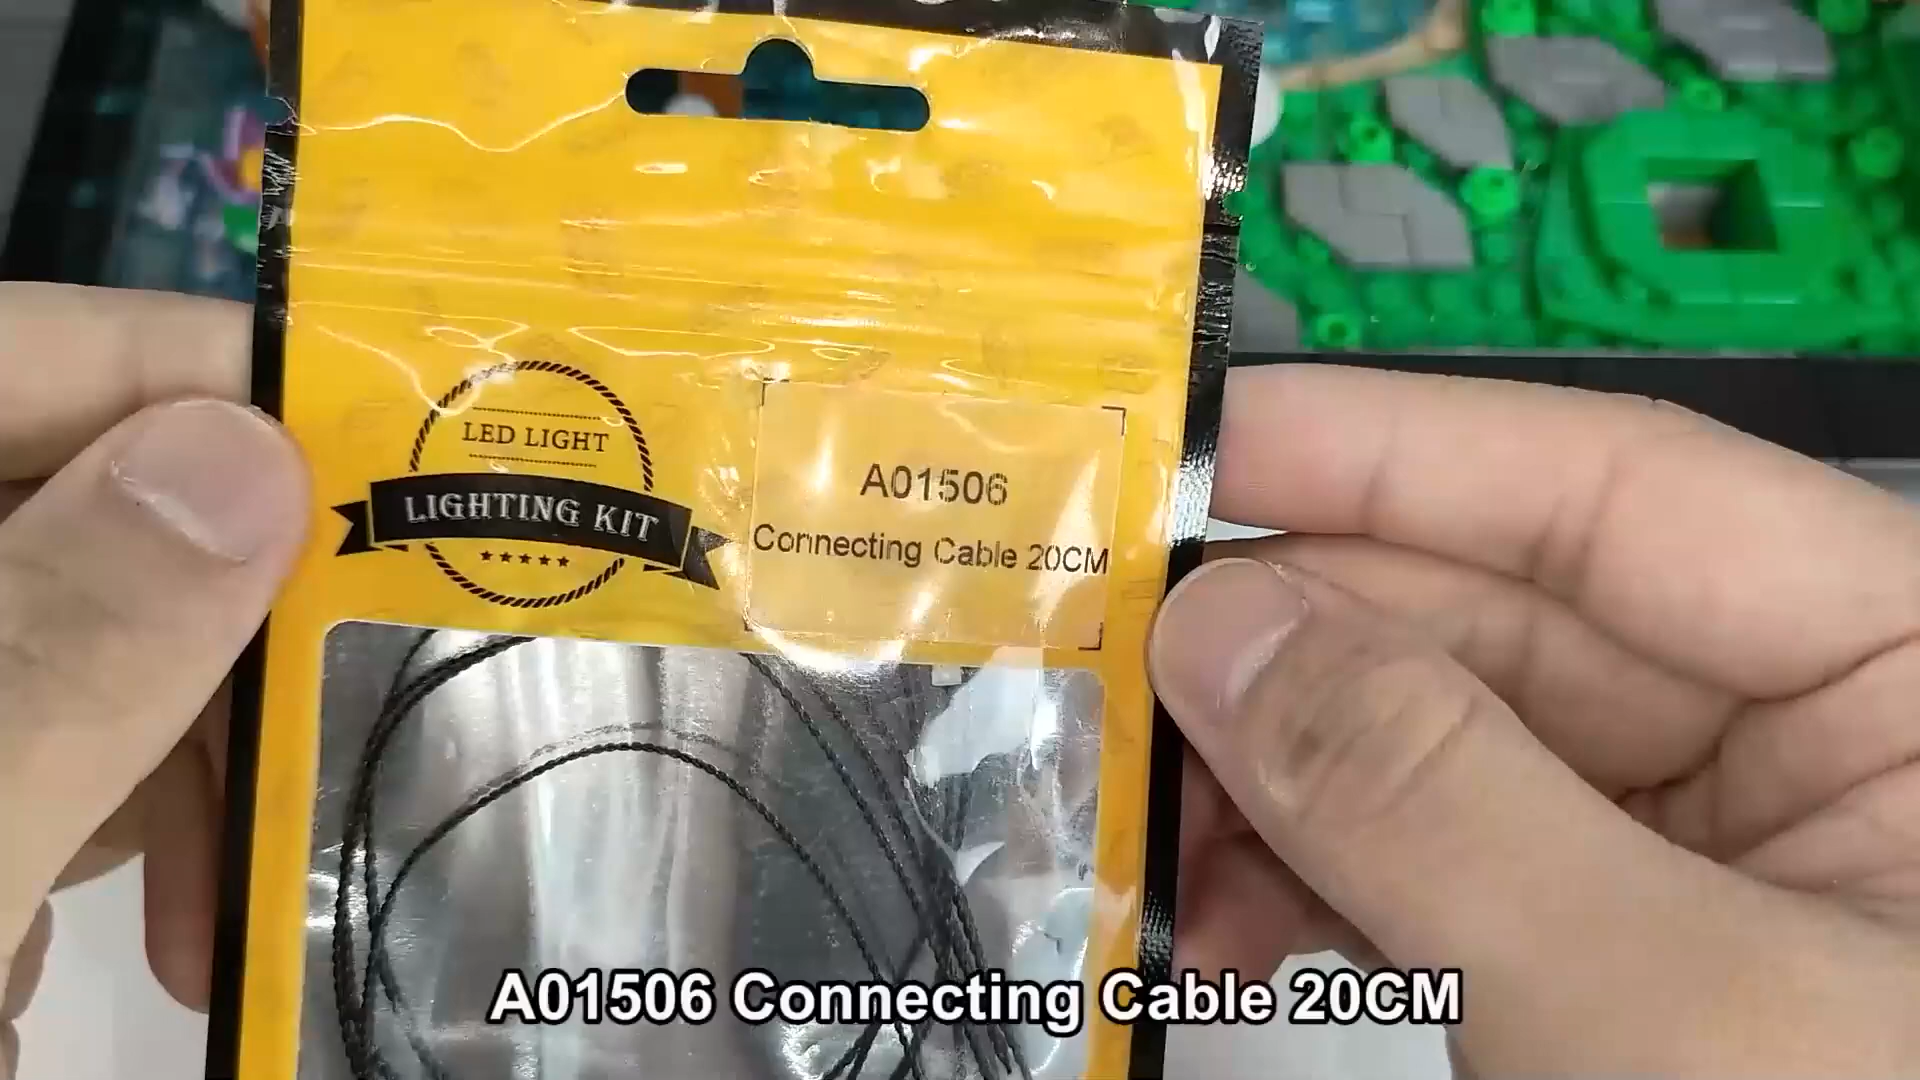 LED LIGHT
LIGHTING KIT
A01506
Connecting Cable 20CM
A01506 Connecting Cable 20CM